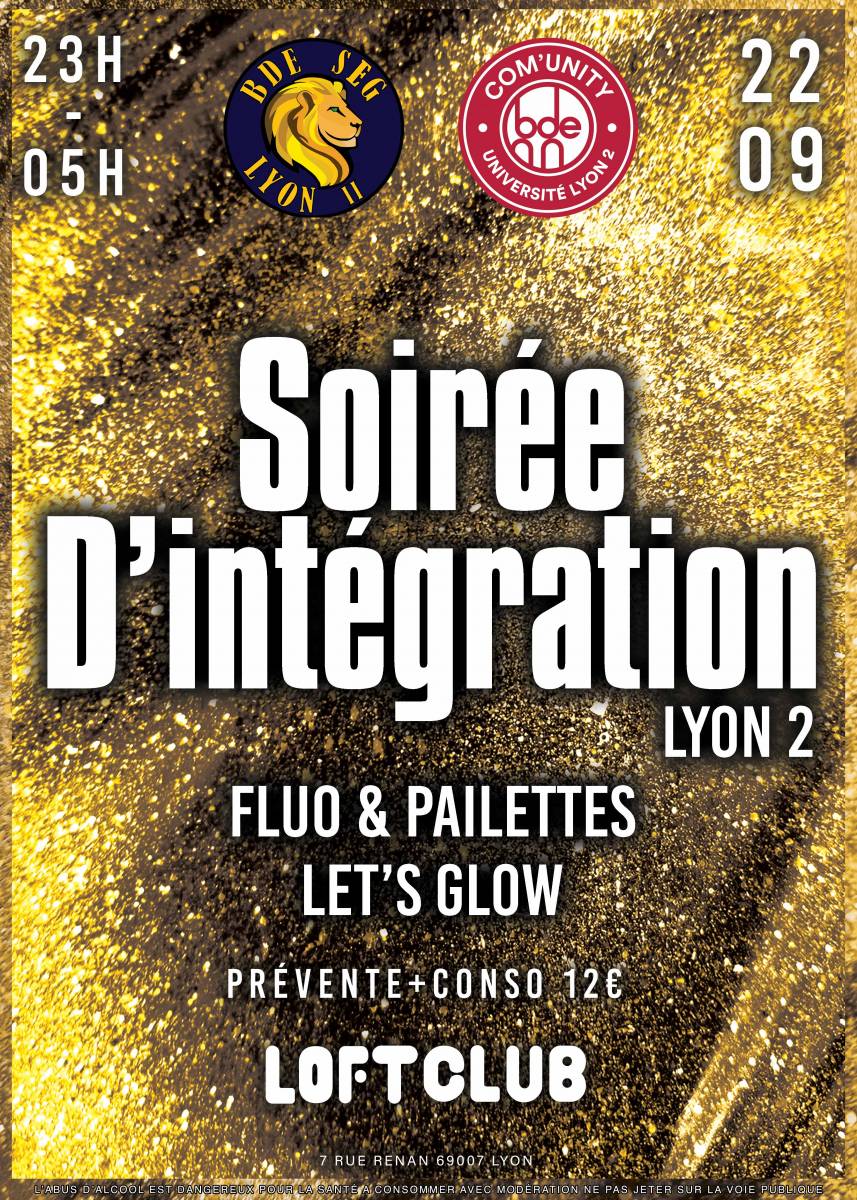 23H
-
05H
BDE SEG
LYON II
COM'UNITY
bde
UNIVERSITÉ LYON 2
22
09
Soirée
D'intégration
LYON 2
FLUO & PAILETTES
LET'S GLOW
PRÉVENTE+CONSO 12€
LOFTCLUB
7 RUE RENAN 69007 LYON
L'ABUS D'ALCOOL EST DANGEREUX POUR LA SANTÉ A CONSOMMER AVEC MODÉRATION NE PAS JETER SUR LA VOIE PUBLIQUE